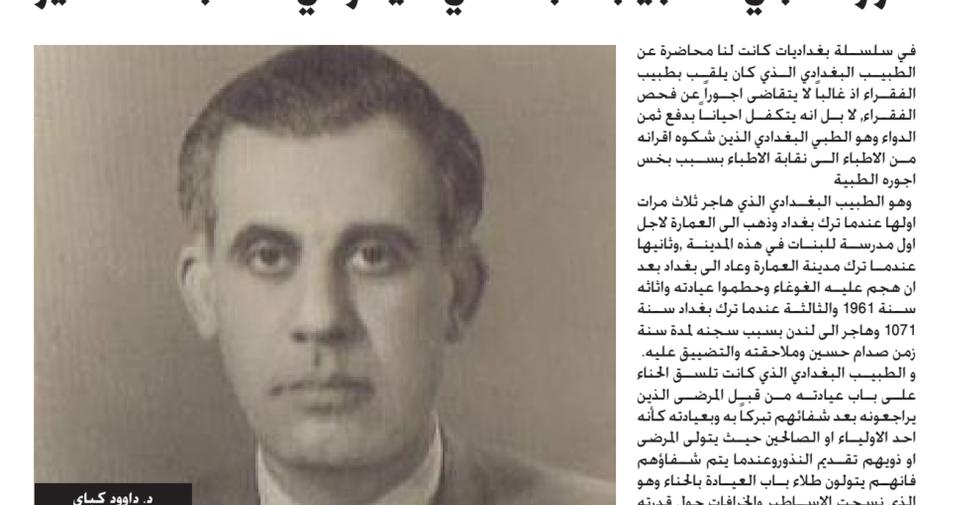 في سلسلة بغداديات كانت لنا محاضرة عن
الطبيب البغدادي الذي كان يلقب بطبيب
الفقراء اذ غالباً لا يتقاضى اجوراً عن فحص
الفقراء, لا بل انه يتكفل احياناً بدفع ثمن
الدواء وهو الطبي البغدادي الذين شكوه اقرانه
من الاطباء الى نقابة الاطباء بسبب بخس
اجوره الطبية
وهو الطبيب البغدادي الذي هاجر ثلاث مرات
اولها عندما ترك بغداد وذهب الى العمارة لاجل
اول مدرسة للبنات في هذه المدينة ,وثانيها
عندما ترك مدينة العمارة وعاد الى بغداد بعد
ان هجم عليه الغوغاء وحطموا عيادته واثاثه
سنة 1961 والثالثة عندما ترك بغداد سنة
1071 وهاجر الى لندن بسبب سجنه لمدة سنة
زمن صدام حسين وملاحقته والتضييق عليه.
و الطبيب البغدادي الذي كانت تلسق الحناء
على باب عيادته من قبل المرضى الذين
يراجعونه بعد شفائهم تبركاً به وبعيادته كأنه
احد الاولياء او الصالحين حيث يتولى المرضى
او ذويهم تقديم النذوروعندما يتم شفاؤهم
فانهم يتولون طلاء باب العيادة بالحناء وهو
الذي نسجت الاساطير والخرافات حول قدرته
د. داوود كباي